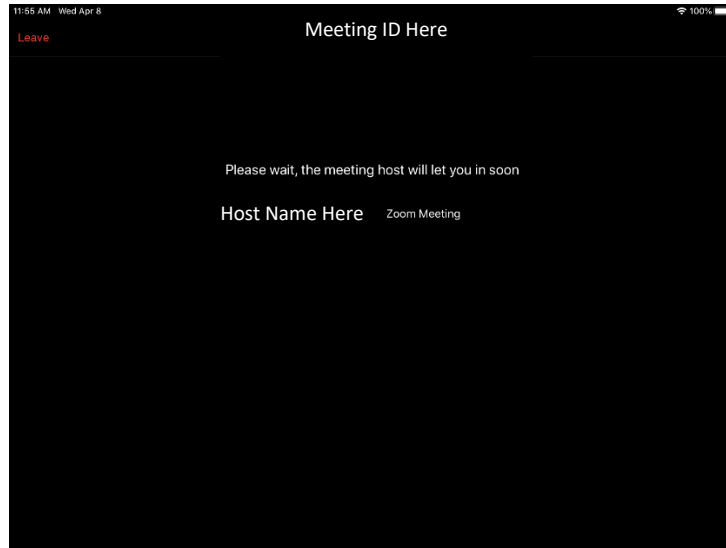 11:55 AM Wed Apr 8 100%
Leave Meeting ID Here
Please wait, the meeting host will let you in soon
Host Name Here Zoom Meeting